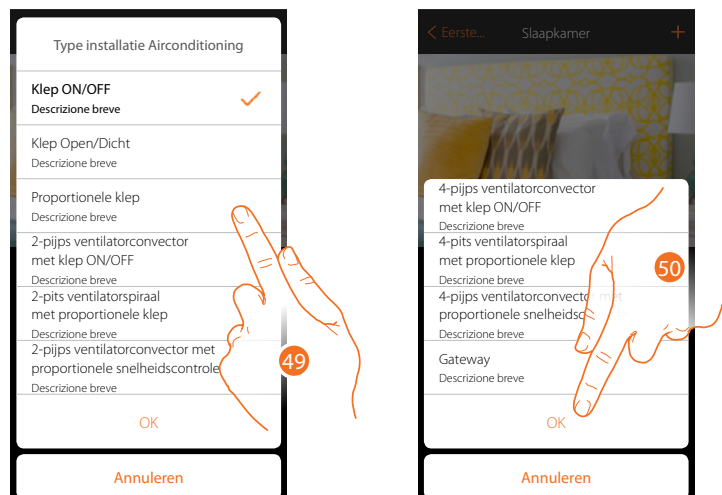 Type installatie Airconditioning
Klep ON/OFF
Descrizione breve
Klep Open/Dicht
Descrizione breve
Proportionele klep
Descrizione breve
2-pijps ventilatorconvector
met klep ON/OFF
Descrizione breve
2-pits ventilatorspiraal
met proportionele klep
Descrizione breve
2-pijps ventilatorconvector met
proportionele snelheidscontrole
Descrizione breve
OK
Annuleren
49
Eerste...
Slaapkamer
4-pijps ventilatorconvector
met klep ON/OFF
Descrizione breve
4-pits ventilatorspiraal
met proportionele klep
Descrizione breve
4-pijps ventilatorconvector met
proportionele snelheidsc
Descrizione breve
Gateway
Descrizione breve
OK
Annuleren
50